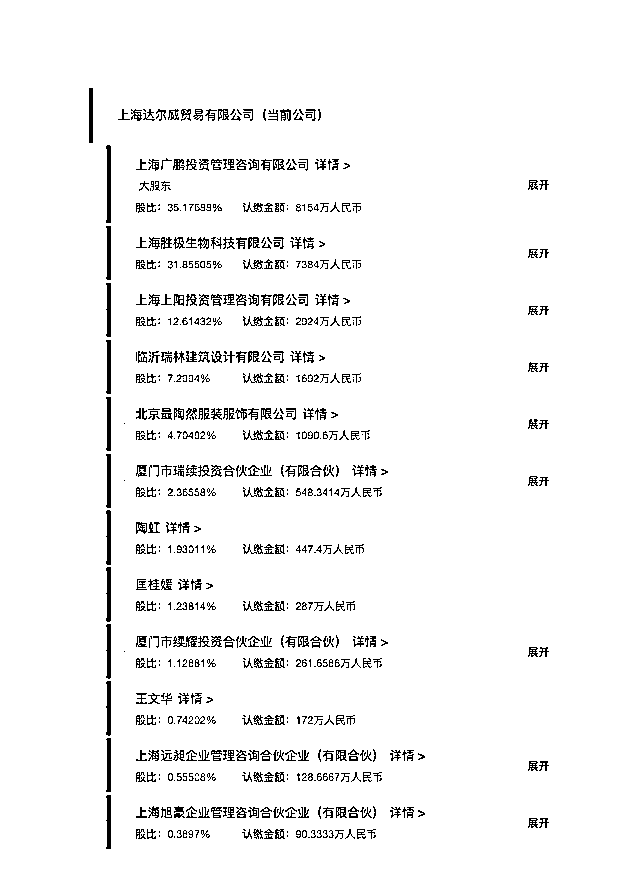 上海达尔威贸易有限公司（当前公司）
上海广鹏投资管理咨询有限公司 详情 >
大股东
展开
股比：35.17699% 认缴金额：8154万人民币
上海胜极生物科技有限公司 详情 >
展开
股比：31.85505% 认缴金额：7384万人民币
上海上阳投资管理咨询有限公司 详情 >
展开
股比：12.61432% 认缴金额：2924万人民币
临沂瑞林建筑设计有限公司 详情 >
展开
股比：7.2994% 认缴金额：1692万人民币
北京最陶然服装服饰有限公司 详情 >
展开
股比：4.70492% 认缴金额：1090.6万人民币
厦门市瑞续投资合伙企业（有限合伙） 详情 >
展开
股比：2.36558% 认缴金额：548.3414万人民币
陶虹 详情 >
股比：1.93011% 认缴金额：447.4万人民币
匡桂媛 详情 >
股比：1.23814% 认缴金额：287万人民币
厦门市续耀投资合伙企业（有限合伙） 详情 >
展开
股比：1.12881% 认缴金额：261.6586万人民币
王文华 详情 >
股比：0.74202% 认缴金额：172万人民币
上海远昶企业管理咨询合伙企业（有限合伙） 详情 >
展开
股比：0.55508% 认缴金额：128.6667万人民币
上海旭豪企业管理咨询合伙企业（有限合伙） 详情 >
展开
股比：0.3897% 认缴金额：90.3333万人民币